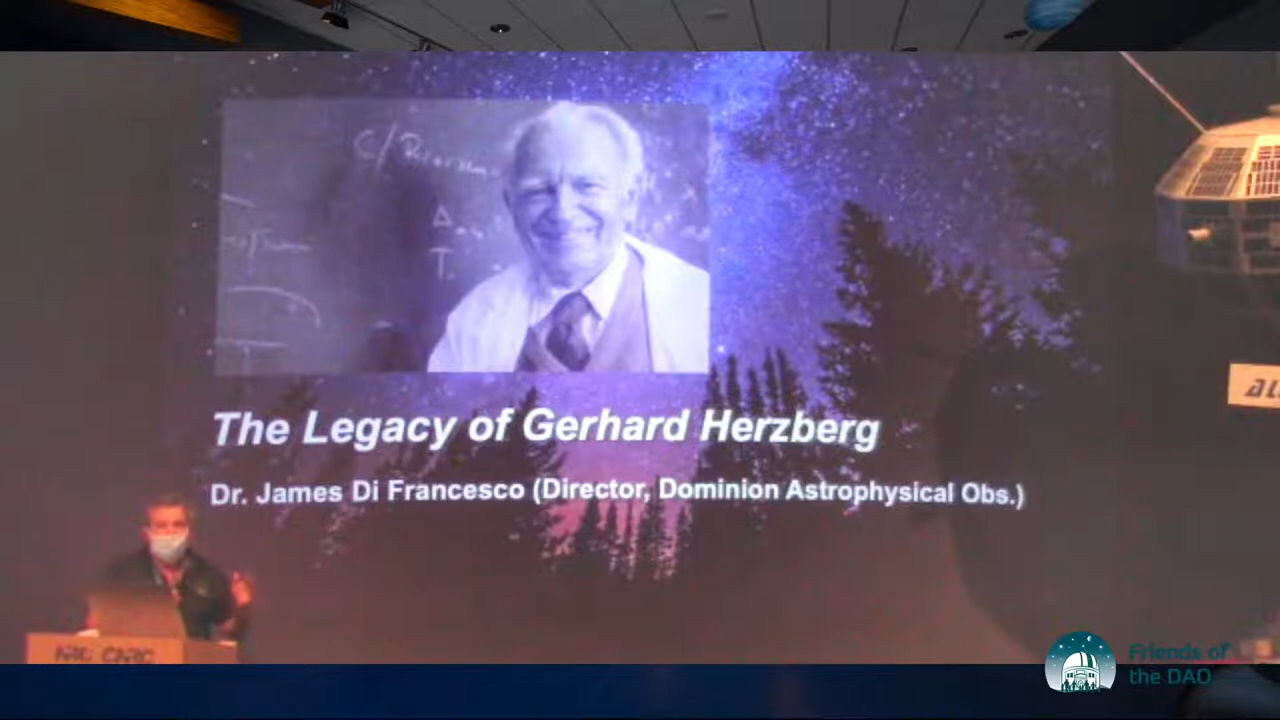 The Legacy of Gerhard Herzberg
Dr. James Di Francesco (Director, Dominion Astrophysical Obs.)
NRC CNRC
Friends of
the DAO